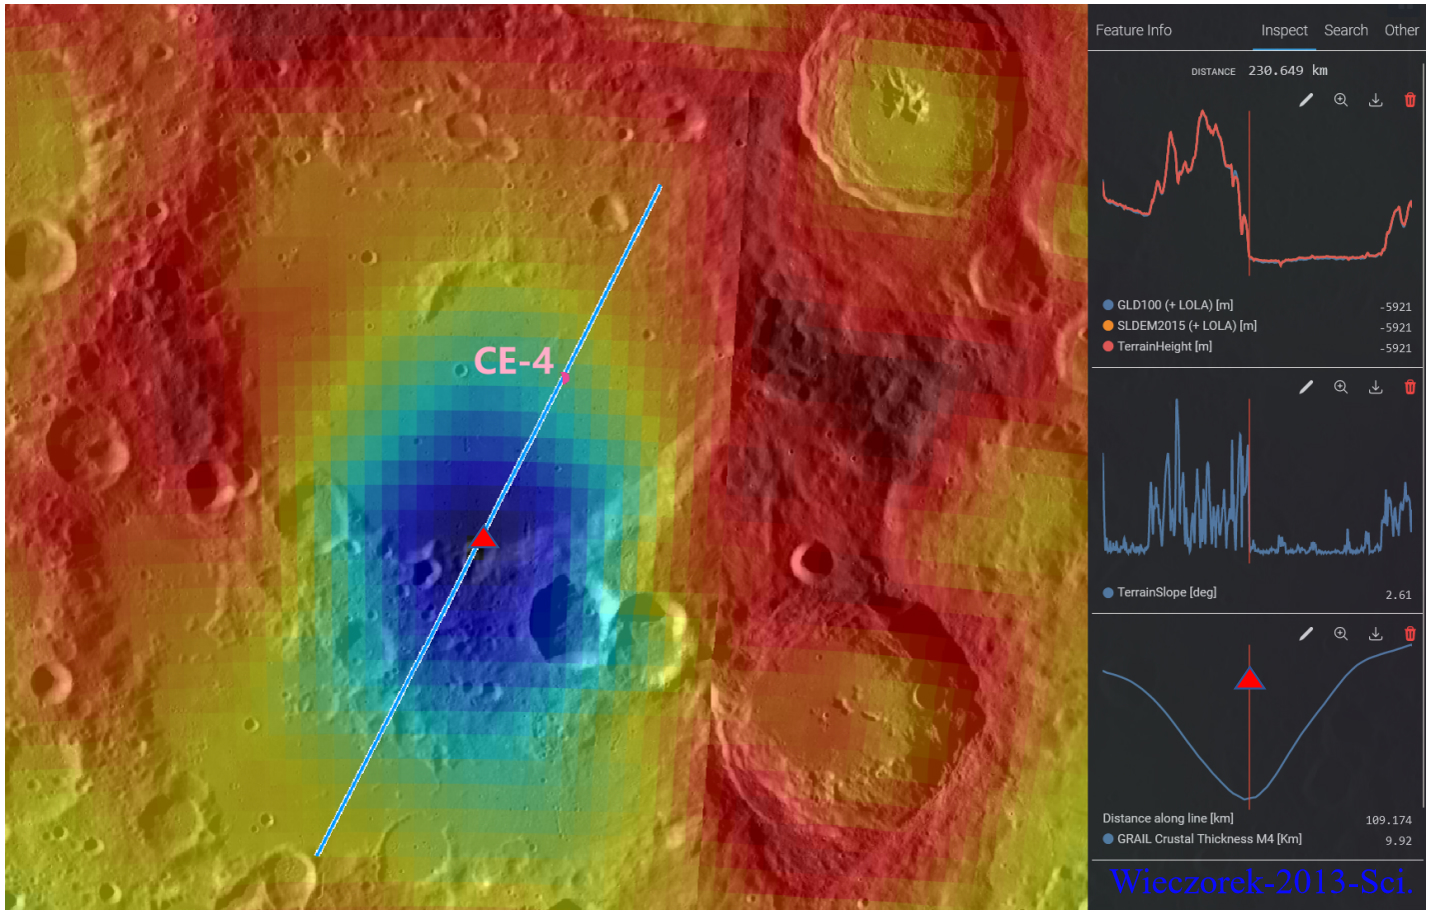 CE-4
Feature Info Inspect Search Other
DISTANCE 230.649 km
GLD100 (+ LOLA) [m] -5921
SLDEM2015 (+ LOLA) [m] -5921
TerrainHeight [m] -5921
TerrainSlope [deg] 2.61
Distance along line [km] 109.174
GRAIL Crustal Thickness M4 [Km] 9.92
Wieczorek-2013-Sci.